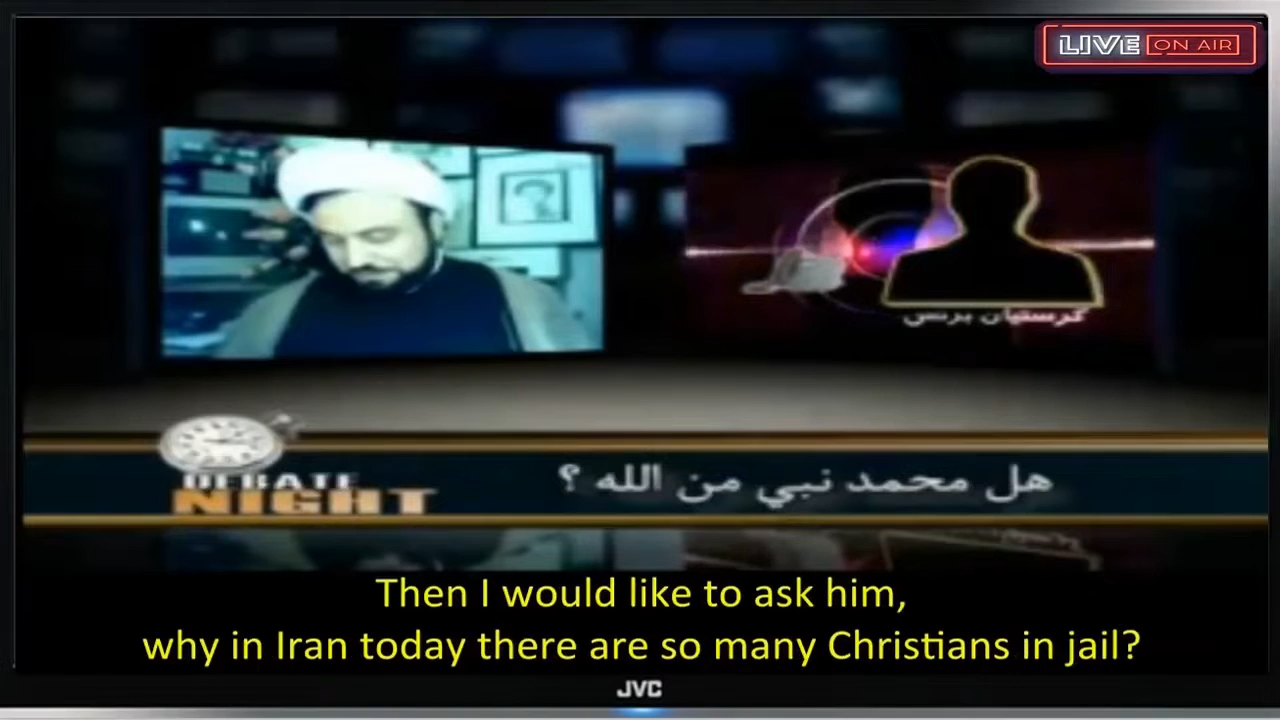 LIVE ON AIR
كرستيان برنس
DEBATE
NIGHT
هل محمد نبي من الله ؟
Then I would like to ask him,
why in Iran today there are so many Christians in jail?
JVC